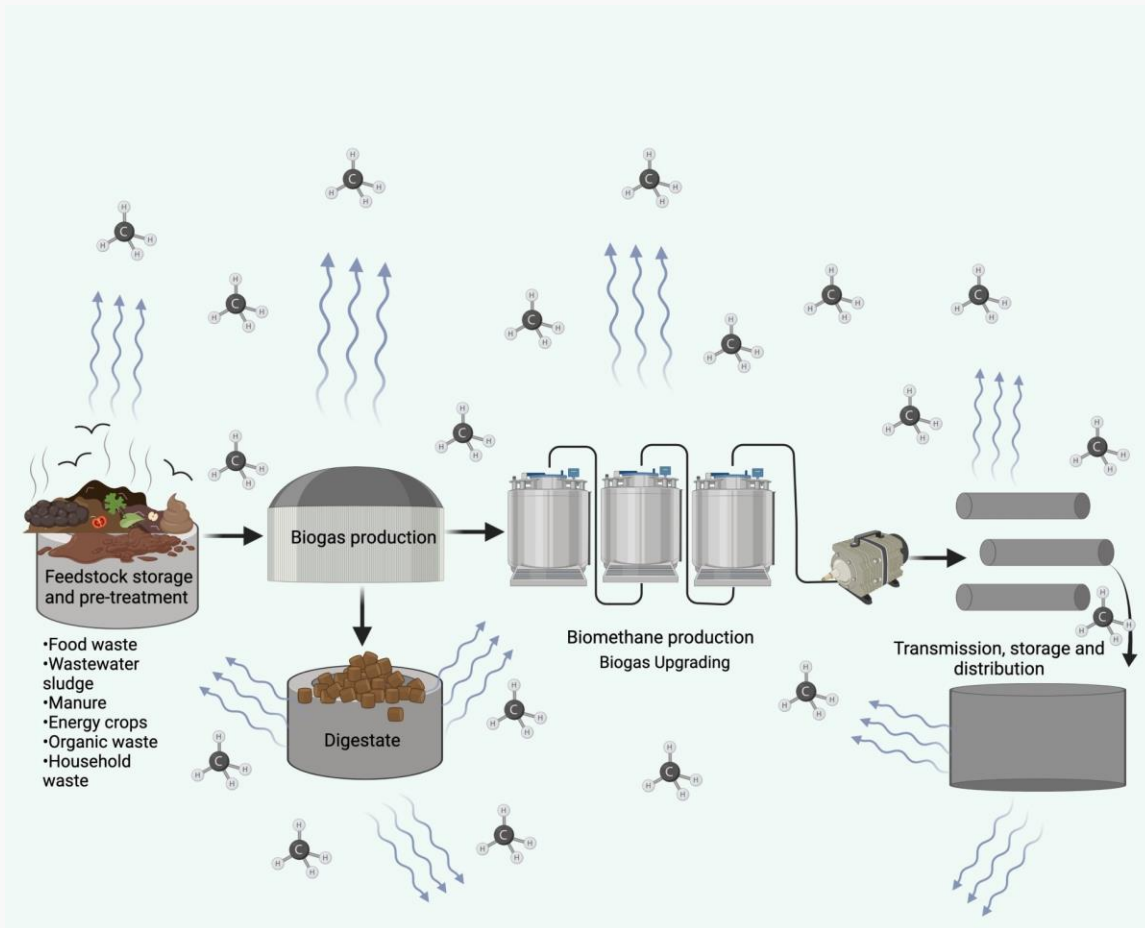 Feedstock storage
and pre-treatment
•Food waste
•Wastewater
sludge
•Manure
•Energy crops
•Organic waste
•Household
waste
Biogas production
Digestate
Biomethane production
Biogas Upgrading
Transmission, storage and
distribution
C
H
H
H
H
C
H
H
H
H
C
H
H
H
H
C
H
H
H
H
C
H
H
H
H
C
H
H
H
H
C
H
H
H
H
C
H
H
H
H
C
H
H
H
H
C
H
H
H
H
C
H
H
H
H
C
H
H
H
H
C
H
H
H
H
C
H
H
H
H
C
H
H
H
H
C
H
H
H
H
C
H
H
H
H
C
H
H
H
H
C
H
H
H
H